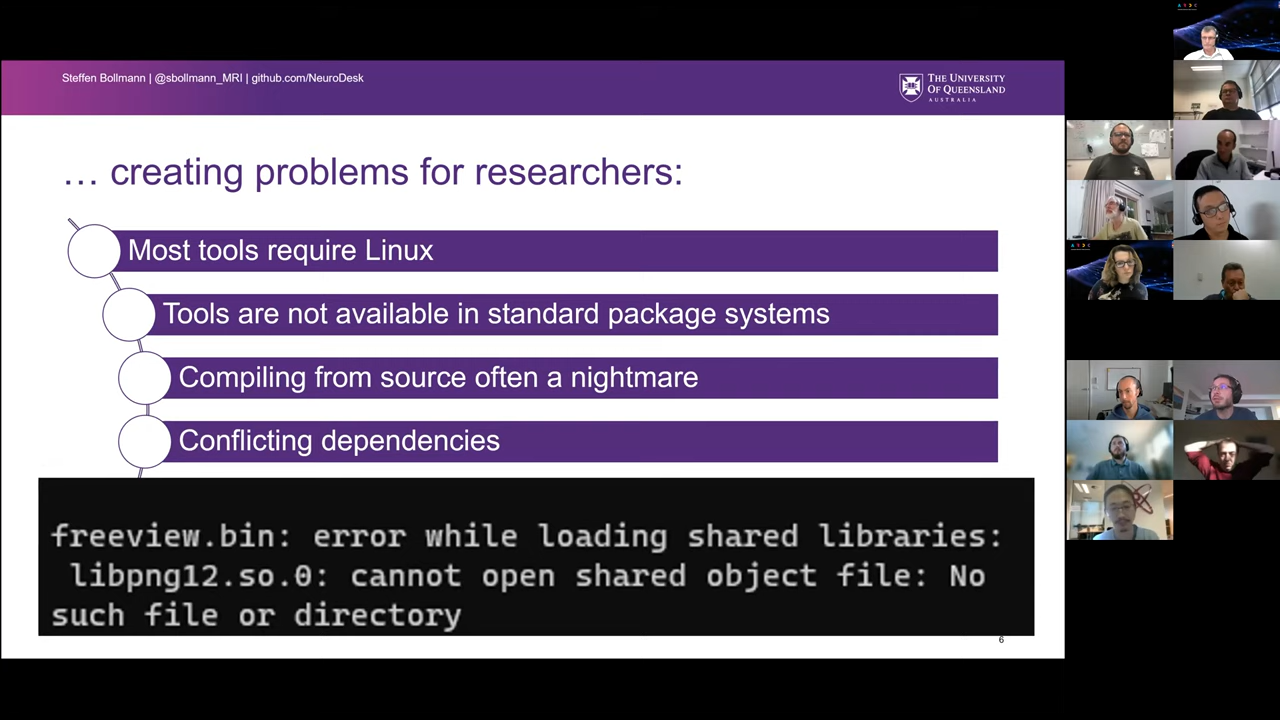 Steffen Bollmann | @sbollmann_MRI | github.com/NeuroDesk
THE UNIVERSITY
OF QUEENSLAND
AUSTRALIA
… creating problems for researchers:
Most tools require Linux
Tools are not available in standard package systems
Compiling from source often a nightmare
Conflicting dependencies
freeview.bin: error while loading shared libraries:
libpng12.so.0: cannot open shared object file: No
such file or directory
6